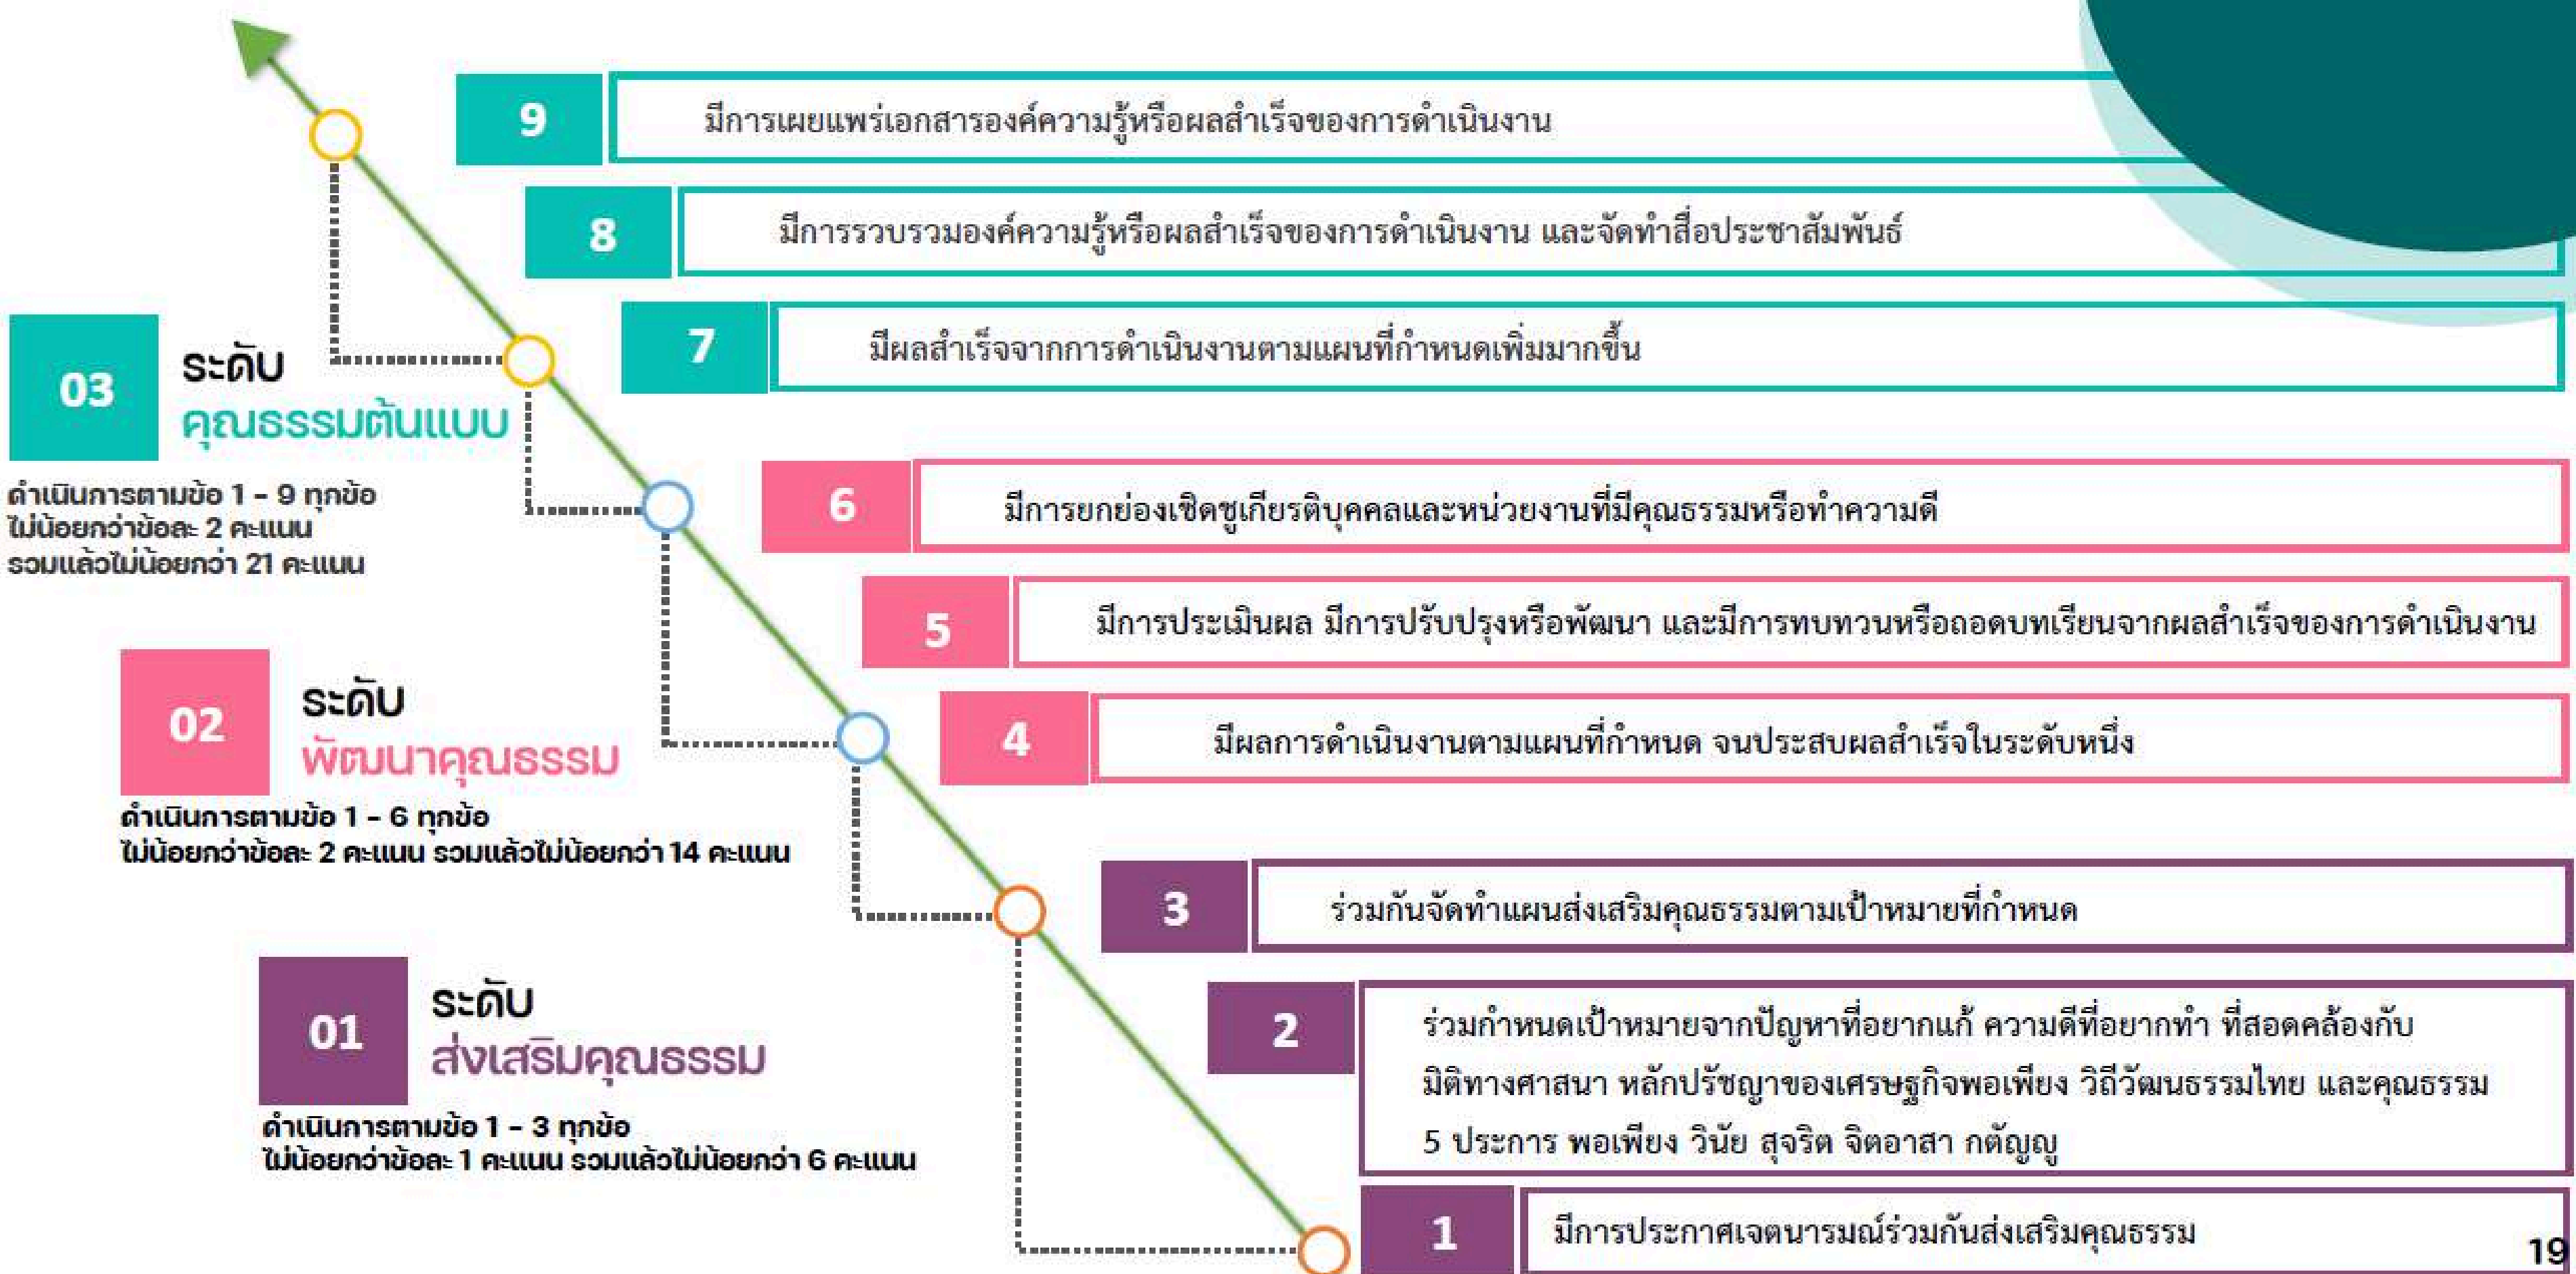 9
มีการเผยแพร่เอกสารองค์ความรู้หรือผลสำเร็จของการดำเนินงาน
8
มีการรวบรวมองค์ความรู้หรือผลสำเร็จของการดำเนินงาน และจัดทำสื่อประชาสัมพันธ์
7
มีผลสำเร็จจากการดำเนินงานตามแผนที่กำหนดเพิ่มมากขึ้น
03
ระดับ
คุณธรรมต้นแบบ
ดำเนินการตามข้อ 1 - 9 ทุกข้อ
ไม่น้อยกว่าข้อละ 2 คะแนน
รวมแล้วไม่น้อยกว่า 21 คะแนน
6
มีการยกย่องเชิดชูเกียรติบุคคลและหน่วยงานที่มีคุณธรรมหรือทำความดี
5
มีการประเมินผล มีการปรับปรุงหรือพัฒนา และมีการทบทวนหรือถอดบทเรียนจากผลสำเร็จของการดำเนินงาน
4
มีผลการดำเนินงานตามแผนที่กำหนด จนประสบผลสำเร็จในระดับหนึ่ง
02
ระดับ
พัฒนาคุณธรรม
ดำเนินการตามข้อ 1 - 6 ทุกข้อ
ไม่น้อยกว่าข้อละ 2 คะแนน รวมแล้วไม่น้อยกว่า 14 คะแนน
3
ร่วมกันจัดทำแผนส่งเสริมคุณธรรมตามเป้าหมายที่กำหนด
2
ร่วมกำหนดเป้าหมายจากปัญหาที่อยากแก้ ความดีที่อยากทำ ที่สอดคล้องกับ
มิติทางศาสนา หลักปรัชญาของเศรษฐกิจพอเพียง วิถีวัฒนธรรมไทย และคุณธรรม
5 ประการ พอเพียง วินัย สุจริต จิตอาสา กตัญญู
01
ระดับ
ส่งเสริมคุณธรรม
ดำเนินการตามข้อ 1 - 3 ทุกข้อ
ไม่น้อยกว่าข้อละ 1 คะแนน รวมแล้วไม่น้อยกว่า 6 คะแนน
1
มีการประกาศเจตนารมณ์ร่วมกันส่งเสริมคุณธรรม
19